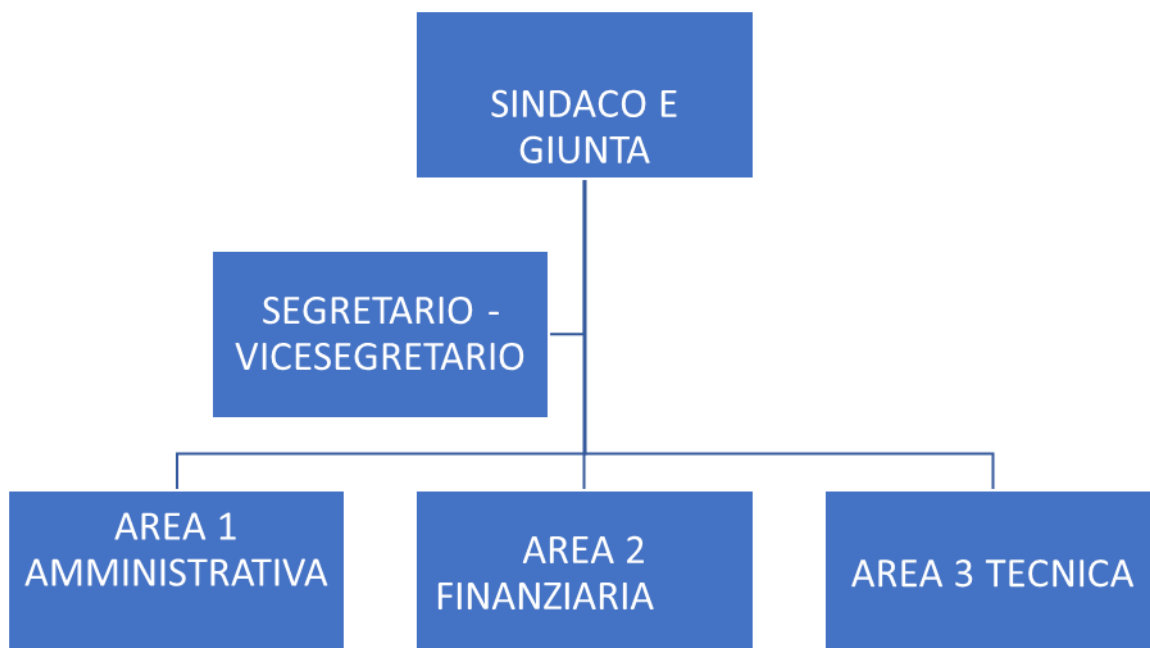 SINDACO E
GIUNTA
SEGRETARIO -
VICESEGRETARIO
AREA 1
AMMINISTRATIVA
AREA 2
FINANZIARIA
AREA 3 TECNICA